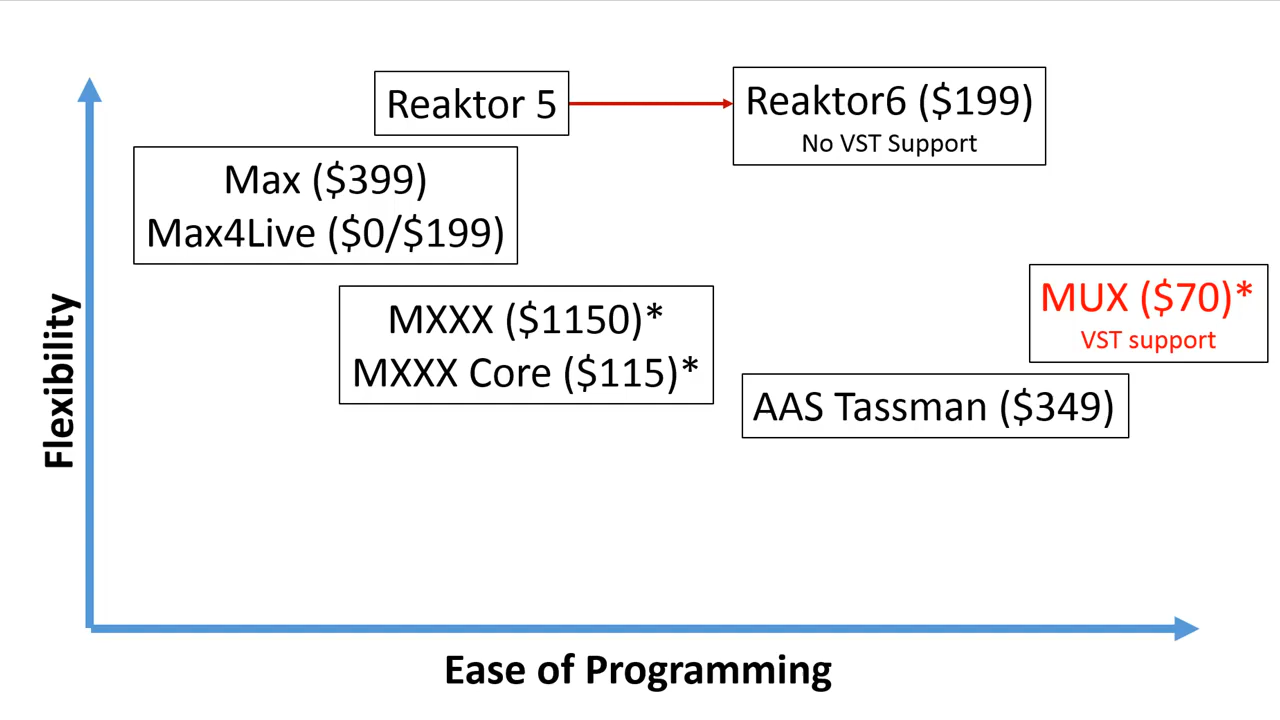 Reaktor 5
Reaktor6 ($199)
No VST Support
Max ($399)
Max4Live ($0/$199)
MXXX ($1150)*
MXXX Core ($115)*
MUX ($70)*
VST support
AAS Tassman ($349)
Flexibility
Ease of Programming